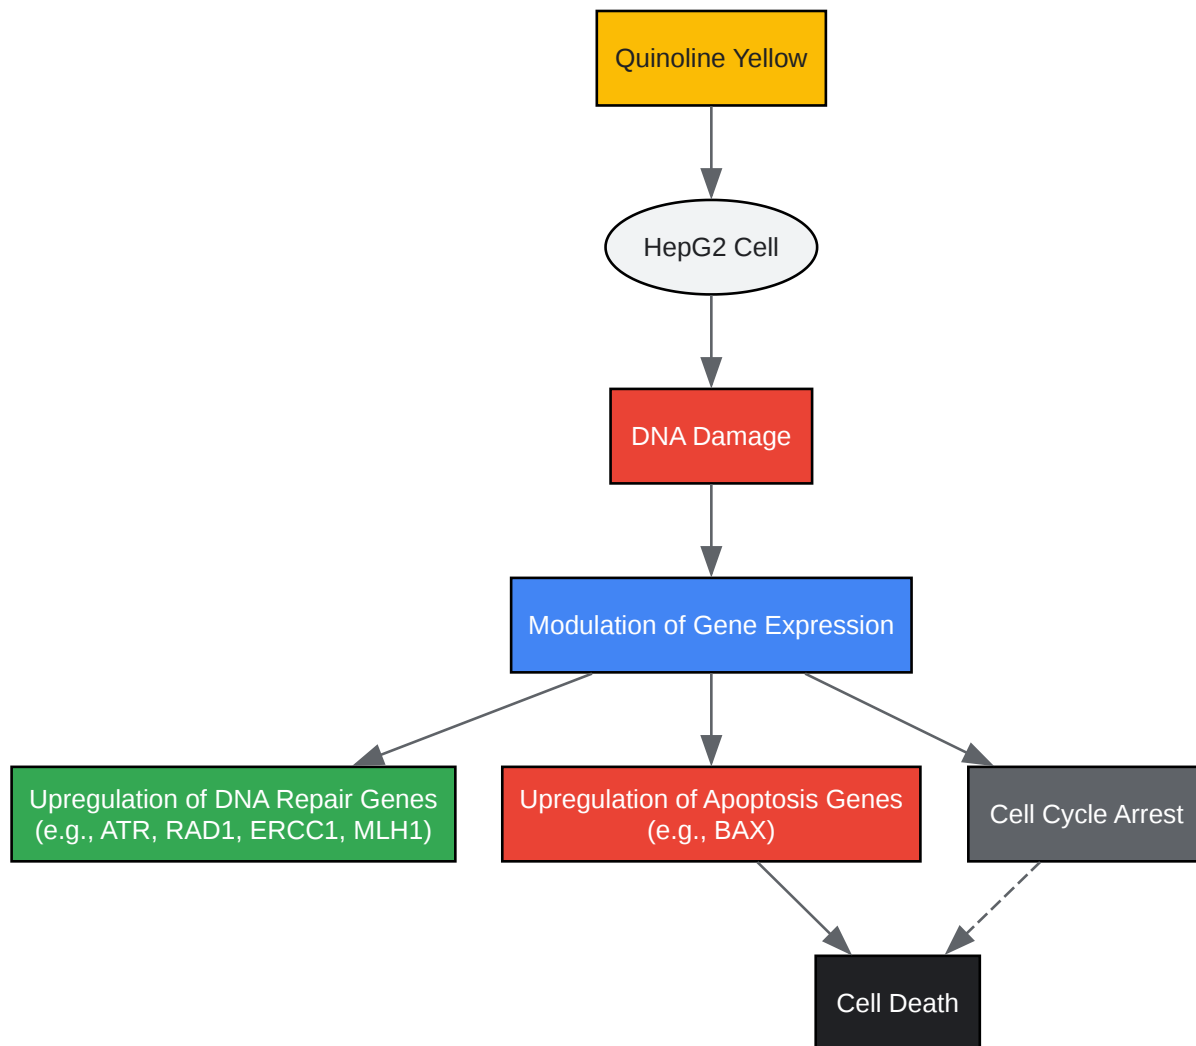 Quinoline Yellow
HepG2 Cell
DNA Damage
Modulation of Gene Expression
Upregulation of DNA Repair Genes
(e.g., ATR, RAD1, ERCC1, MLH1)
Upregulation of Apoptosis Genes
(e.g., BAX)
Cell Cycle Arrest
Cell Death